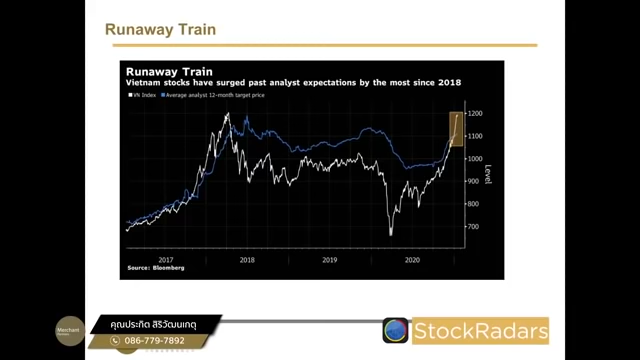 Runaway Train
Runaway Train
Vietnam stocks have surged past analyst expectations by the most since 2018
VN Index Average analyst 12-month target price
1200
1100
1000
900
800
700
Level
2017 2018 2019 2020
Source: Bloomberg
Merchant
คุณประกิต สิริวัฒนเกตุ
086-779-7892
StockRadars